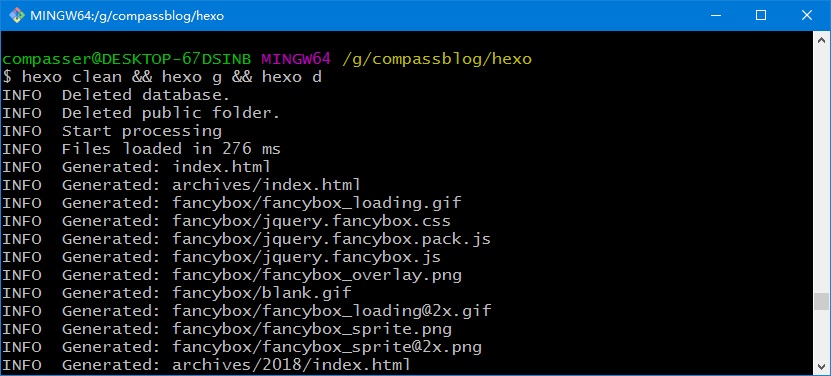 MINGW64:/g/compassblog/hexo
compasser@DESKTOP-67DSINB MINGW64 /g/compassblog/hexo
$ hexo clean && hexo g && hexo d
INFO  Deleted database.
INFO  Deleted public folder.
INFO  Start processing
INFO  Files loaded in 276 ms
INFO  Generated: index.html
INFO  Generated: archives/index.html
INFO  Generated: fancybox/fancybox_loading.gif
INFO  Generated: fancybox/jquery.fancybox.css
INFO  Generated: fancybox/jquery.fancybox.pack.js
INFO  Generated: fancybox/jquery.fancybox.js
INFO  Generated: fancybox/fancybox_overlay.png
INFO  Generated: fancybox/blank.gif
INFO  Generated: fancybox/fancybox_loading@2x.gif
INFO  Generated: fancybox/fancybox_sprite.png
INFO  Generated: fancybox/fancybox_sprite@2x.png
INFO  Generated: archives/2018/index.html